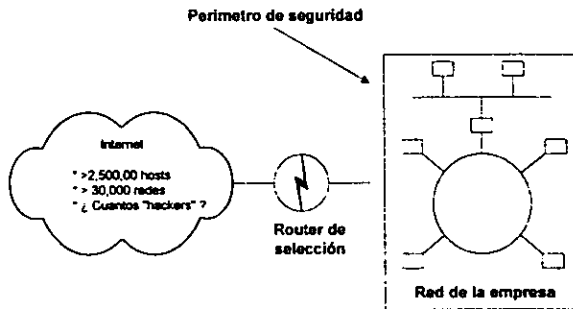 Perimetro de seguridad
Internet
* >2,500,00 hosts
* > 30,000 redes
* ¿ Cuantos "hackers" ?
Router de
selección
Red de la empresa